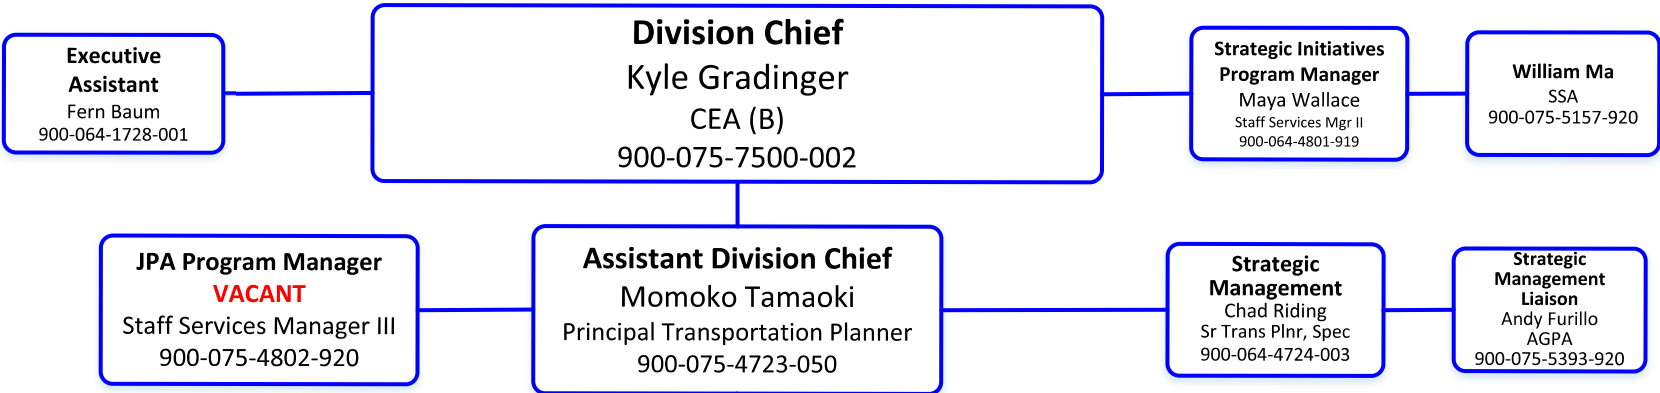 Executive
Assistant
Fern Baum
900-064-1728-001
Division Chief
Kyle Gradinger
CEA (B)
900-075-7500-002
Strategic Initiatives
Program Manager
Maya Wallace
Staff Services Mgr II
900-064-4801-919
William Ma
SSA
900-075-5157-920
JPA Program Manager
VACANT
Staff Services Manager III
900-075-4802-920
Assistant Division Chief
Momoko Tamaoki
Principal Transportation Planner
900-075-4723-050
Strategic
Management
Chad Riding
Sr Trans Plnr, Spec
900-064-4724-003
Strategic
Management
Liaison
Andy Furillo
AGPA
900-075-5393-920